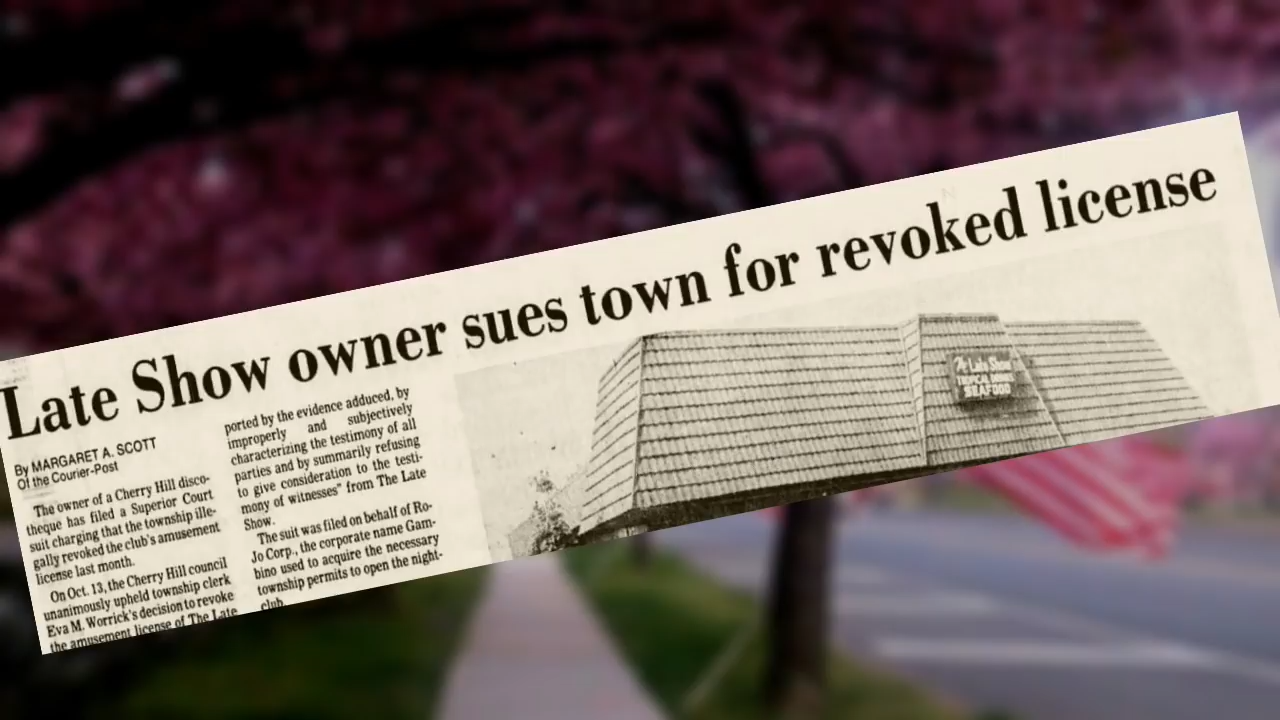 Late Show owner sues town for revoked license
By MARGARET A. SCOTT
Of the Courier-Post
The owner of a Cherry Hill disco-
theque has filed a Superior Court
suit charging that the township ille-
gally revoked the club's amusement
license last month.
On Oct. 13, the Cherry Hill council
unanimously upheld township clerk
Eva M. Worrick's decision to revoke
the amusement license of The Late
ported by the evidence adduced, by
improperly and subjectively
characterizing the testimony of all
parties and by summarily refusing
to give consideration to the testi-
mony of witnesses" from The Late
Show.
The suit was filed on behalf of Ro-
Jo Corp., the corporate name Gam-
bino used to acquire the necessary
township permits to open the night-
club.
The Late Show
SEAFOOD